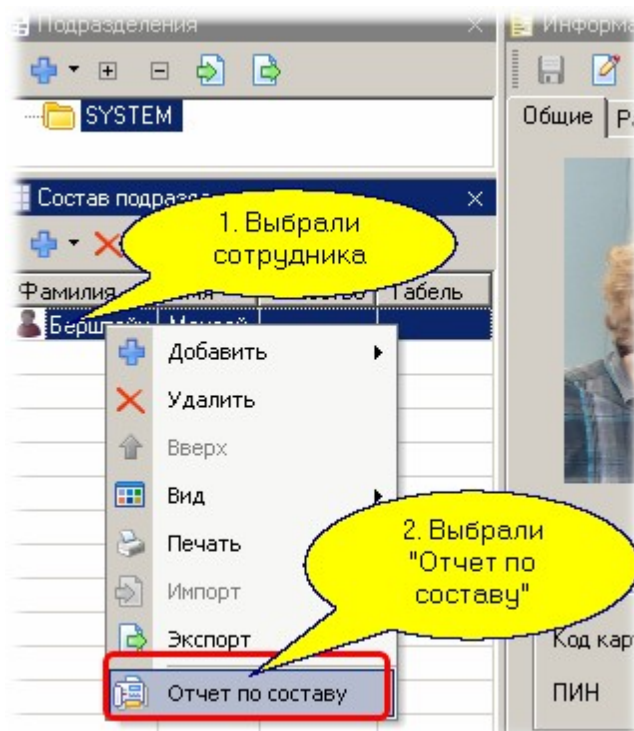 Подразделения
Информа
SYSTEM
Общие
Состав
1. Выбрали
сотрудника
Фамилия
Табель
Добавить
Удалить
Вверх
Вид
Печать
Импорт
Экспорт
Отчет по составу
2. Выбрали
"Отчет по
составу"
Код кар
ПИН